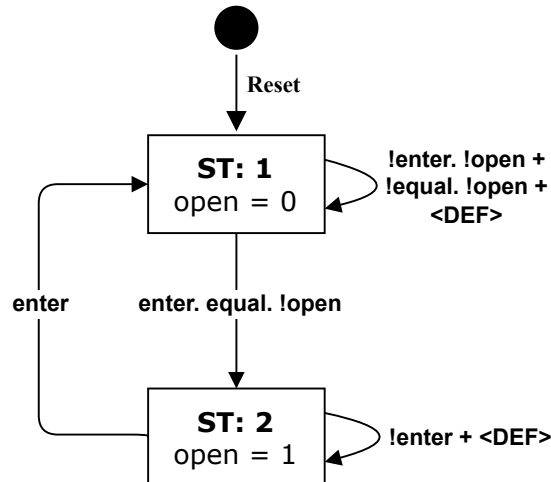 Reset
ST: 1
open = 0
!enter. !open +
!equal. !open +
<DEF>
enter
enter. equal. !open
ST: 2
open = 1
!enter + <DEF>